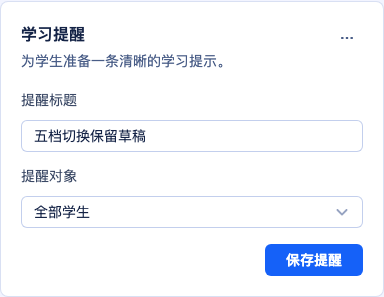 学习提醒
...
为学生准备一条清晰的学习提示。
提醒标题
五档切换保留草稿
提醒对象
全部学生
保存提醒